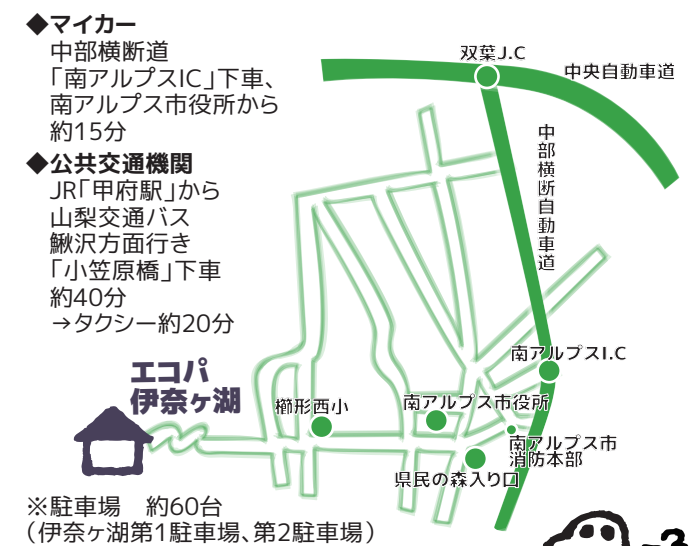 ◆マイカー
中部横断道
「南アルプスIC」下車、
南アルプス市役所から
約15分
◆公共交通機関
JR「甲府駅」から
山梨交通バス
鰍沢方面行き
「小笠原橋」下車
約40分
→タクシー約20分
双葉J.C
中央自動車道
中部横断自動車道
南アルプスI.C
エコパ
伊奈ヶ湖
櫛形西小
南アルプス市役所
南アルプス市
消防本部
県民の森入り口
※駐車場　約60台
（伊奈ヶ湖第1駐車場、第2駐車場）